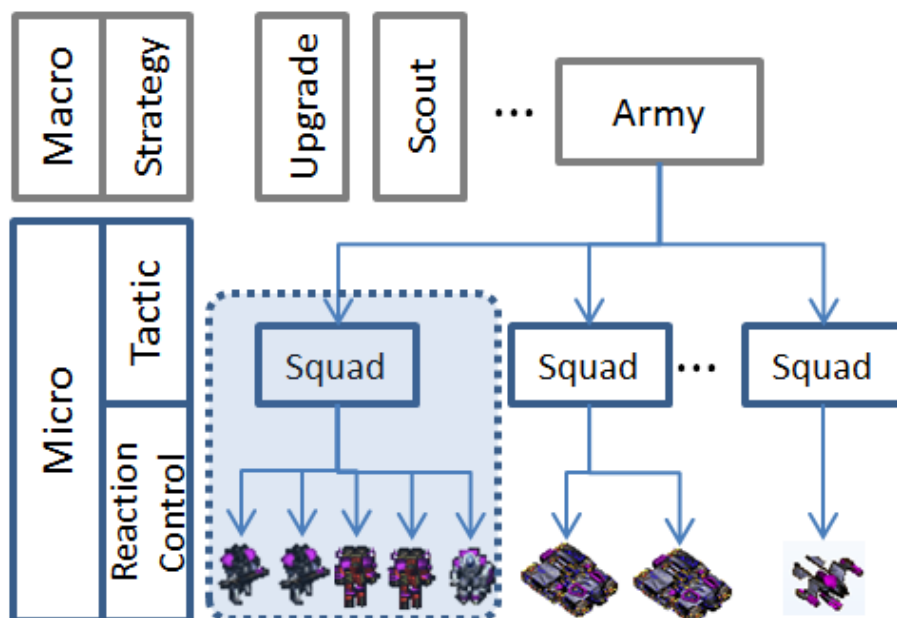 Macro
Strategy
Upgrade
Scout
...
Army
Micro
Tactic
Reaction
Control
Squad
Squad
...
Squad